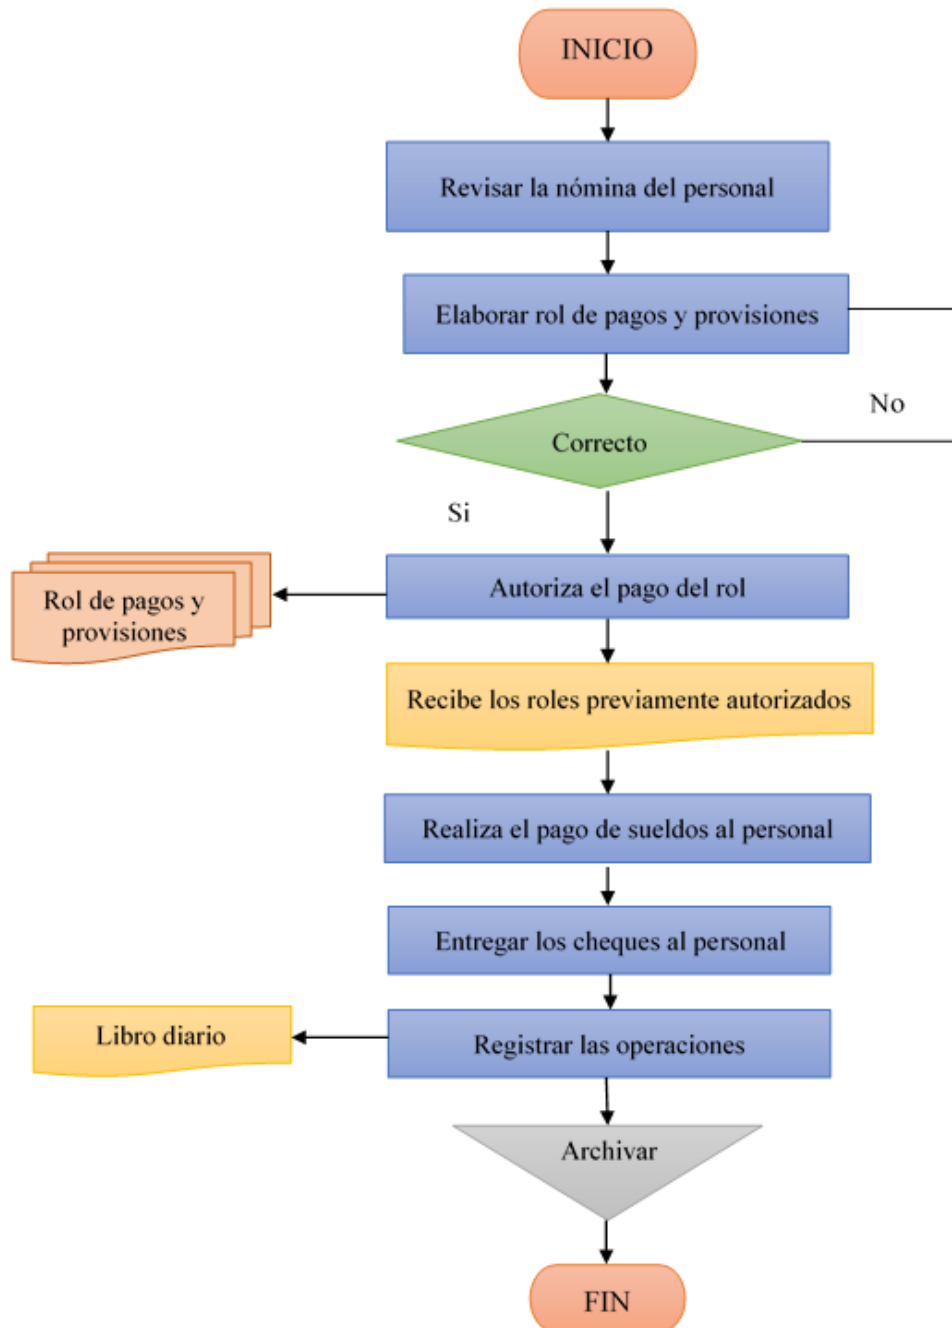 INICIO
Revisar la nómina del personal
Elaborar rol de pagos y provisiones
No
Correcto
Si
Autoriza el pago del rol
Rol de pagos y
provisiones
Recibe los roles previamente autorizados
Realiza el pago de sueldos al personal
Entregar los cheques al personal
Libro diario
Registrar las operaciones
Archivar
FIN